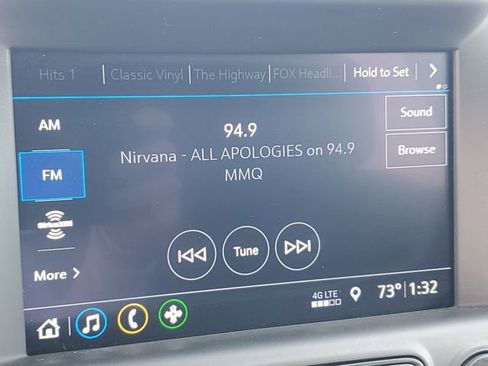 Hits 1 Classic Vinyl The Highway FOX Headli... Hold to Set
AM
94.9
Sound
Nirvana - ALL APOLOGIES on 94.9
MMQ
Browse
FM
SiriusXM
Tune
More
4G LTE
73° 1:32